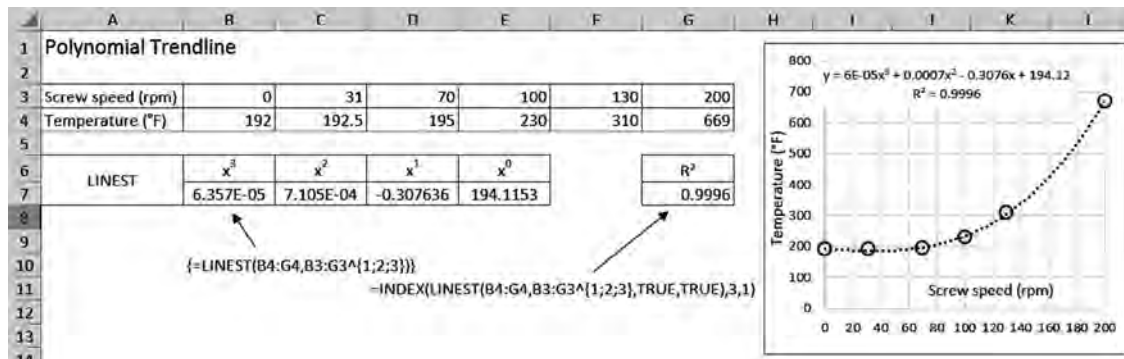 A B C D E F G H I J K L
1 Polynomial Trendline
2
3 Screw speed (rpm) 0 31 70 100 130 200
4 Temperature (°F) 192 192.5 195 230 310 669
5
6 LINEST x³ x² x¹ x⁰ R²
7 6.357E-05 7.105E-04 -0.307636 194.1153 0.9996
8
9
10 {=LINEST(B4:G4,B3:G3^{1;2;3})}
11 =INDEX(LINEST(B4:G4,B3:G3^{1;2;3},TRUE,TRUE),3,1)
12
13
14
y = 6E-05x³ + 0.0007x² - 0.3076x + 194.12
R² = 0.9996
Temperature (°F)
800
700
600
500
400
300
200
100
0
Screw speed (rpm)
0 20 40 60 80 100 120 140 160 180 200